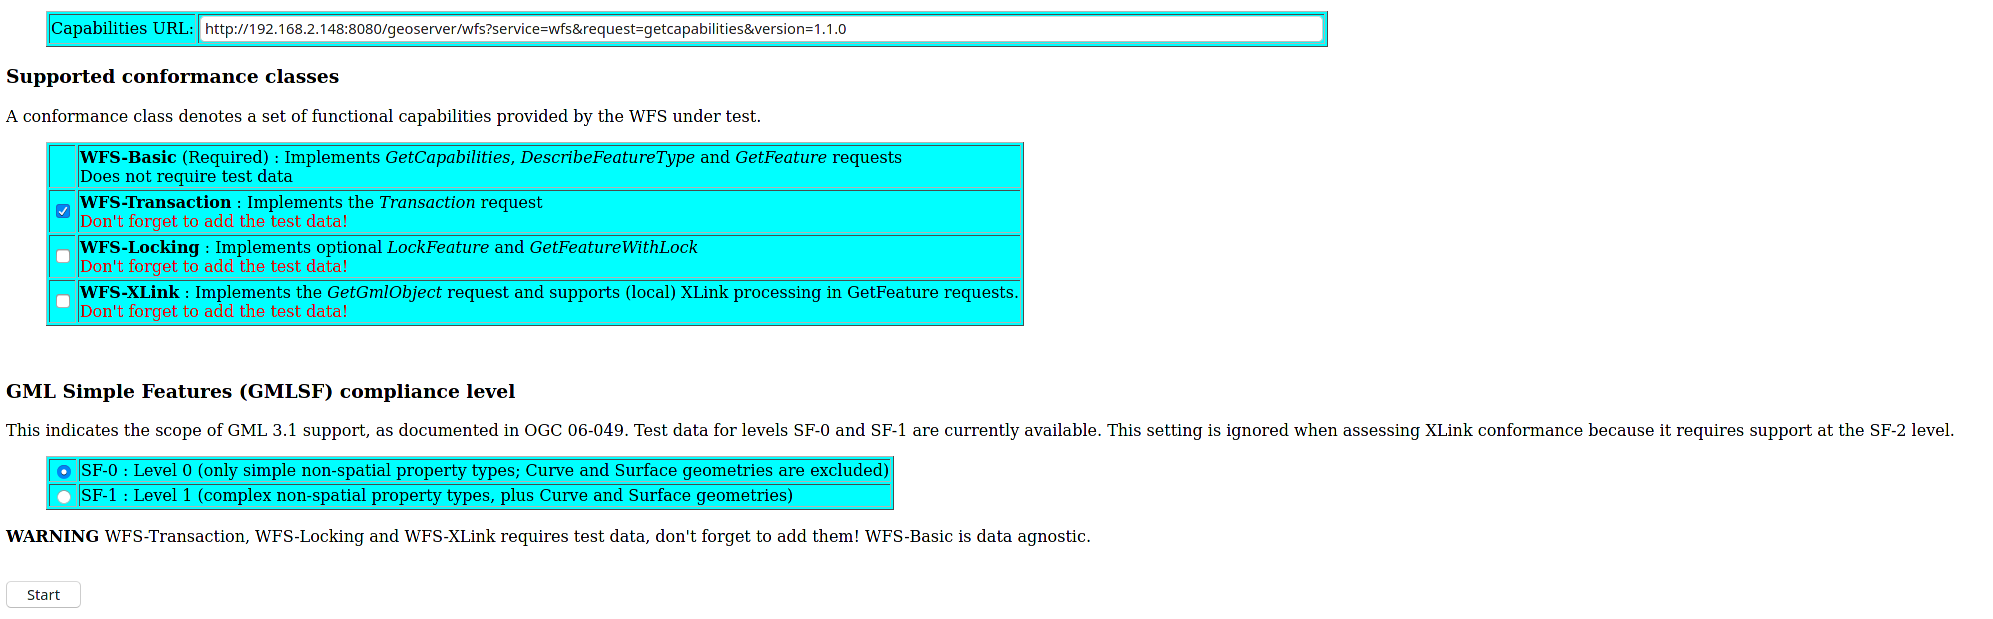 Capabilities URL: http://192.168.2.148:8080/geoserver/wfs?service=wfs&request=getcapabilities&version=1.1.0
Supported conformance classes
A conformance class denotes a set of functional capabilities provided by the WFS under test.
WFS-Basic (Required) : Implements GetCapabilities, DescribeFeatureType and GetFeature requests
Does not require test data
WFS-Transaction : Implements the Transaction request
Don't forget to add the test data!
WFS-Locking : Implements optional LockFeature and GetFeatureWithLock
Don't forget to add the test data!
WFS-XLink : Implements the GetGmlObject request and supports (local) XLink processing in GetFeature requests.
Don't forget to add the test data!
GML Simple Features (GMLSF) compliance level
This indicates the scope of GML 3.1 support, as documented in OGC 06-049. Test data for levels SF-0 and SF-1 are currently available. This setting is ignored when assessing XLink conformance because it requires support at the SF-2 level.
SF-0 : Level 0 (only simple non-spatial property types; Curve and Surface geometries are excluded)
SF-1 : Level 1 (complex non-spatial property types, plus Curve and Surface geometries)
WARNING WFS-Transaction, WFS-Locking and WFS-XLink requires test data, don't forget to add them! WFS-Basic is data agnostic.
Start